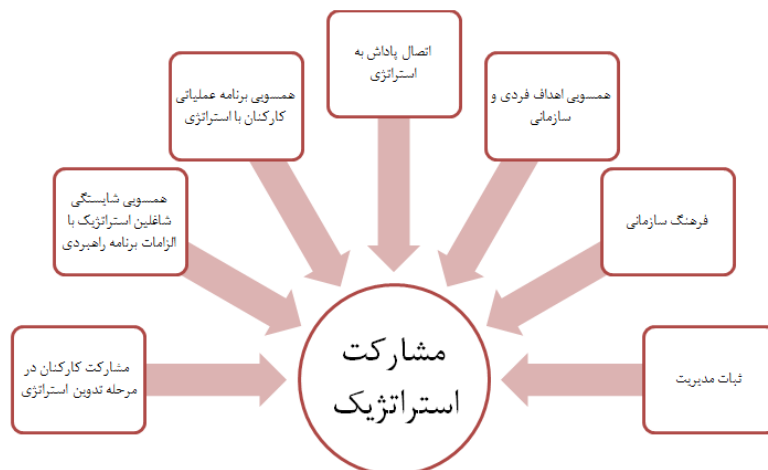 اتصال پاداش به
استراتژی
همسویی برنامه عملیاتی
کارکنان با استراتژی
همسویی اهداف فردی و
سازمانی
همسویی شایستگی
شاغلین استراتژیک با
الزامات برنامه راهبردی
فرهنگ سازمانی
مشارکت کارکنان در
مرحله تدوین استراتژی
ثبات مدیریت
مشارکت
استراتژیک